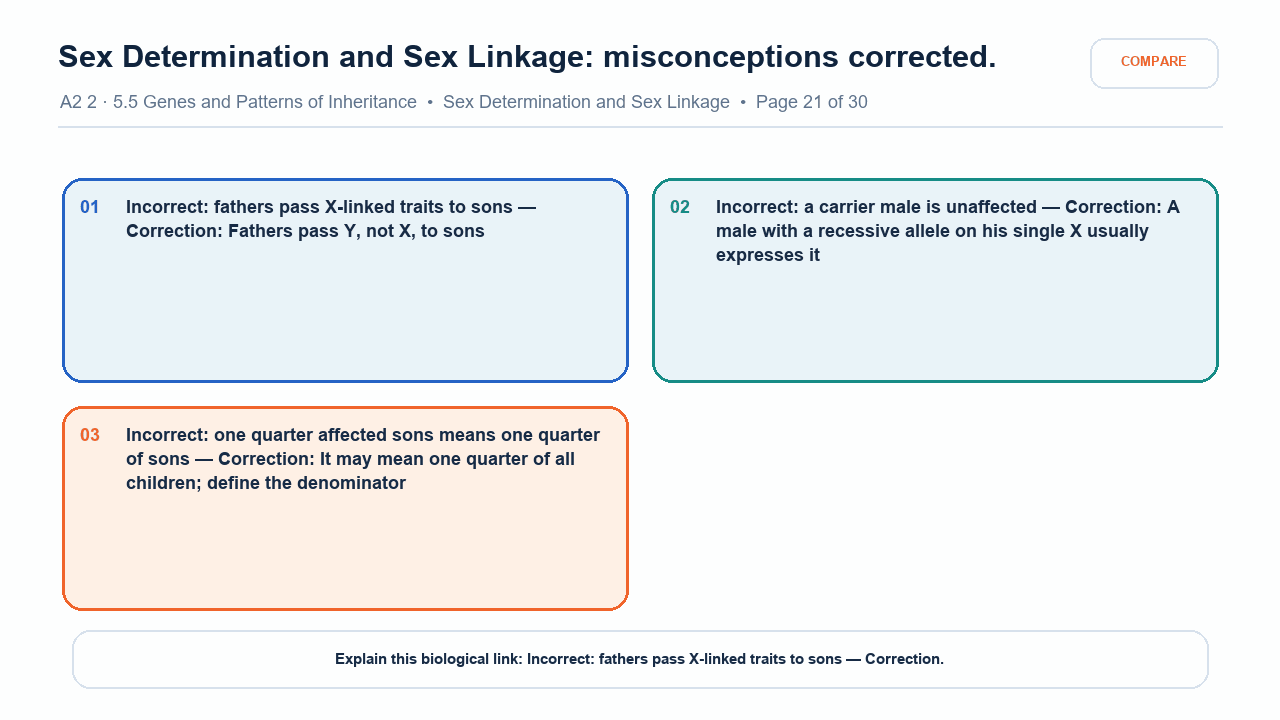 Sex Determination and Sex Linkage: misconceptions corrected.
COMPARE
A2 2 · 5.5 Genes and Patterns of Inheritance • Sex Determination and Sex Linkage • Page 21 of 30
01
Incorrect: fathers pass X-linked traits to sons —
Correction: Fathers pass Y, not X, to sons
02
Incorrect: a carrier male is unaffected — Correction: A
male with a recessive allele on his single X usually
expresses it
03
Incorrect: one quarter affected sons means one quarter
of sons — Correction: It may mean one quarter of all
children; define the denominator
Explain this biological link: Incorrect: fathers pass X-linked traits to sons — Correction.